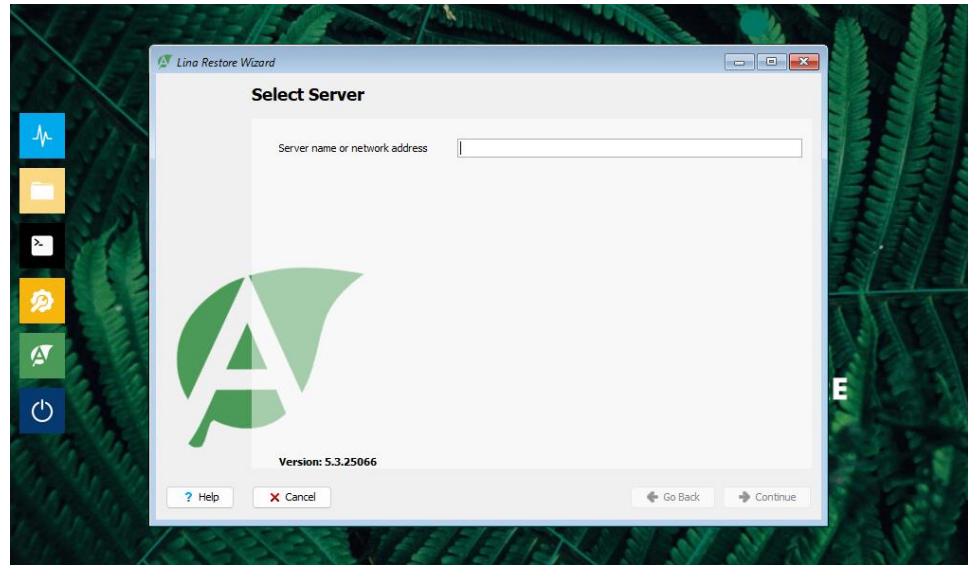 Lina Restore Wizard
Select Server
Server name or network address
E
Version: 5.3.25066
? Help
Cancel
Go Back
Continue